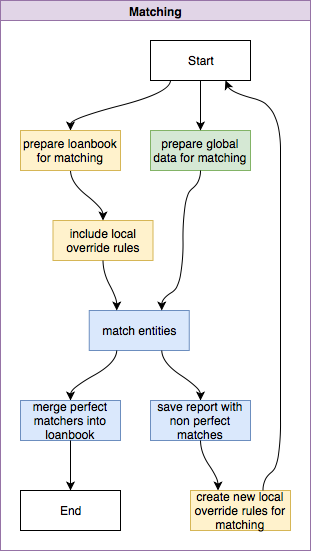 Matching
Start
prepare loanbook
for matching
prepare global
data for matching
include local
override rules
match entities
merge perfect
matchers into
loanbook
save report with
non perfect
matches
End
create new local
override rules for
matching